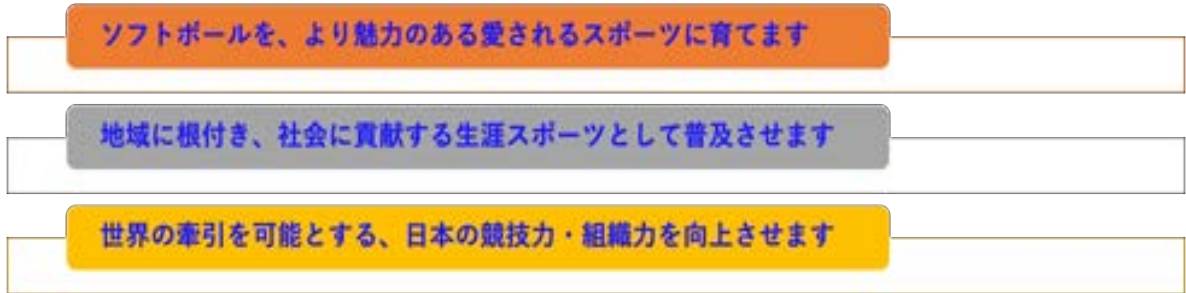 ソフトボールを、より魅力のある愛されるスポーツに育てます
地域に根付き、社会に貢献する生涯スポーツとして普及させます
世界の牽引を可能とする、日本の競技力・組織力を向上させます